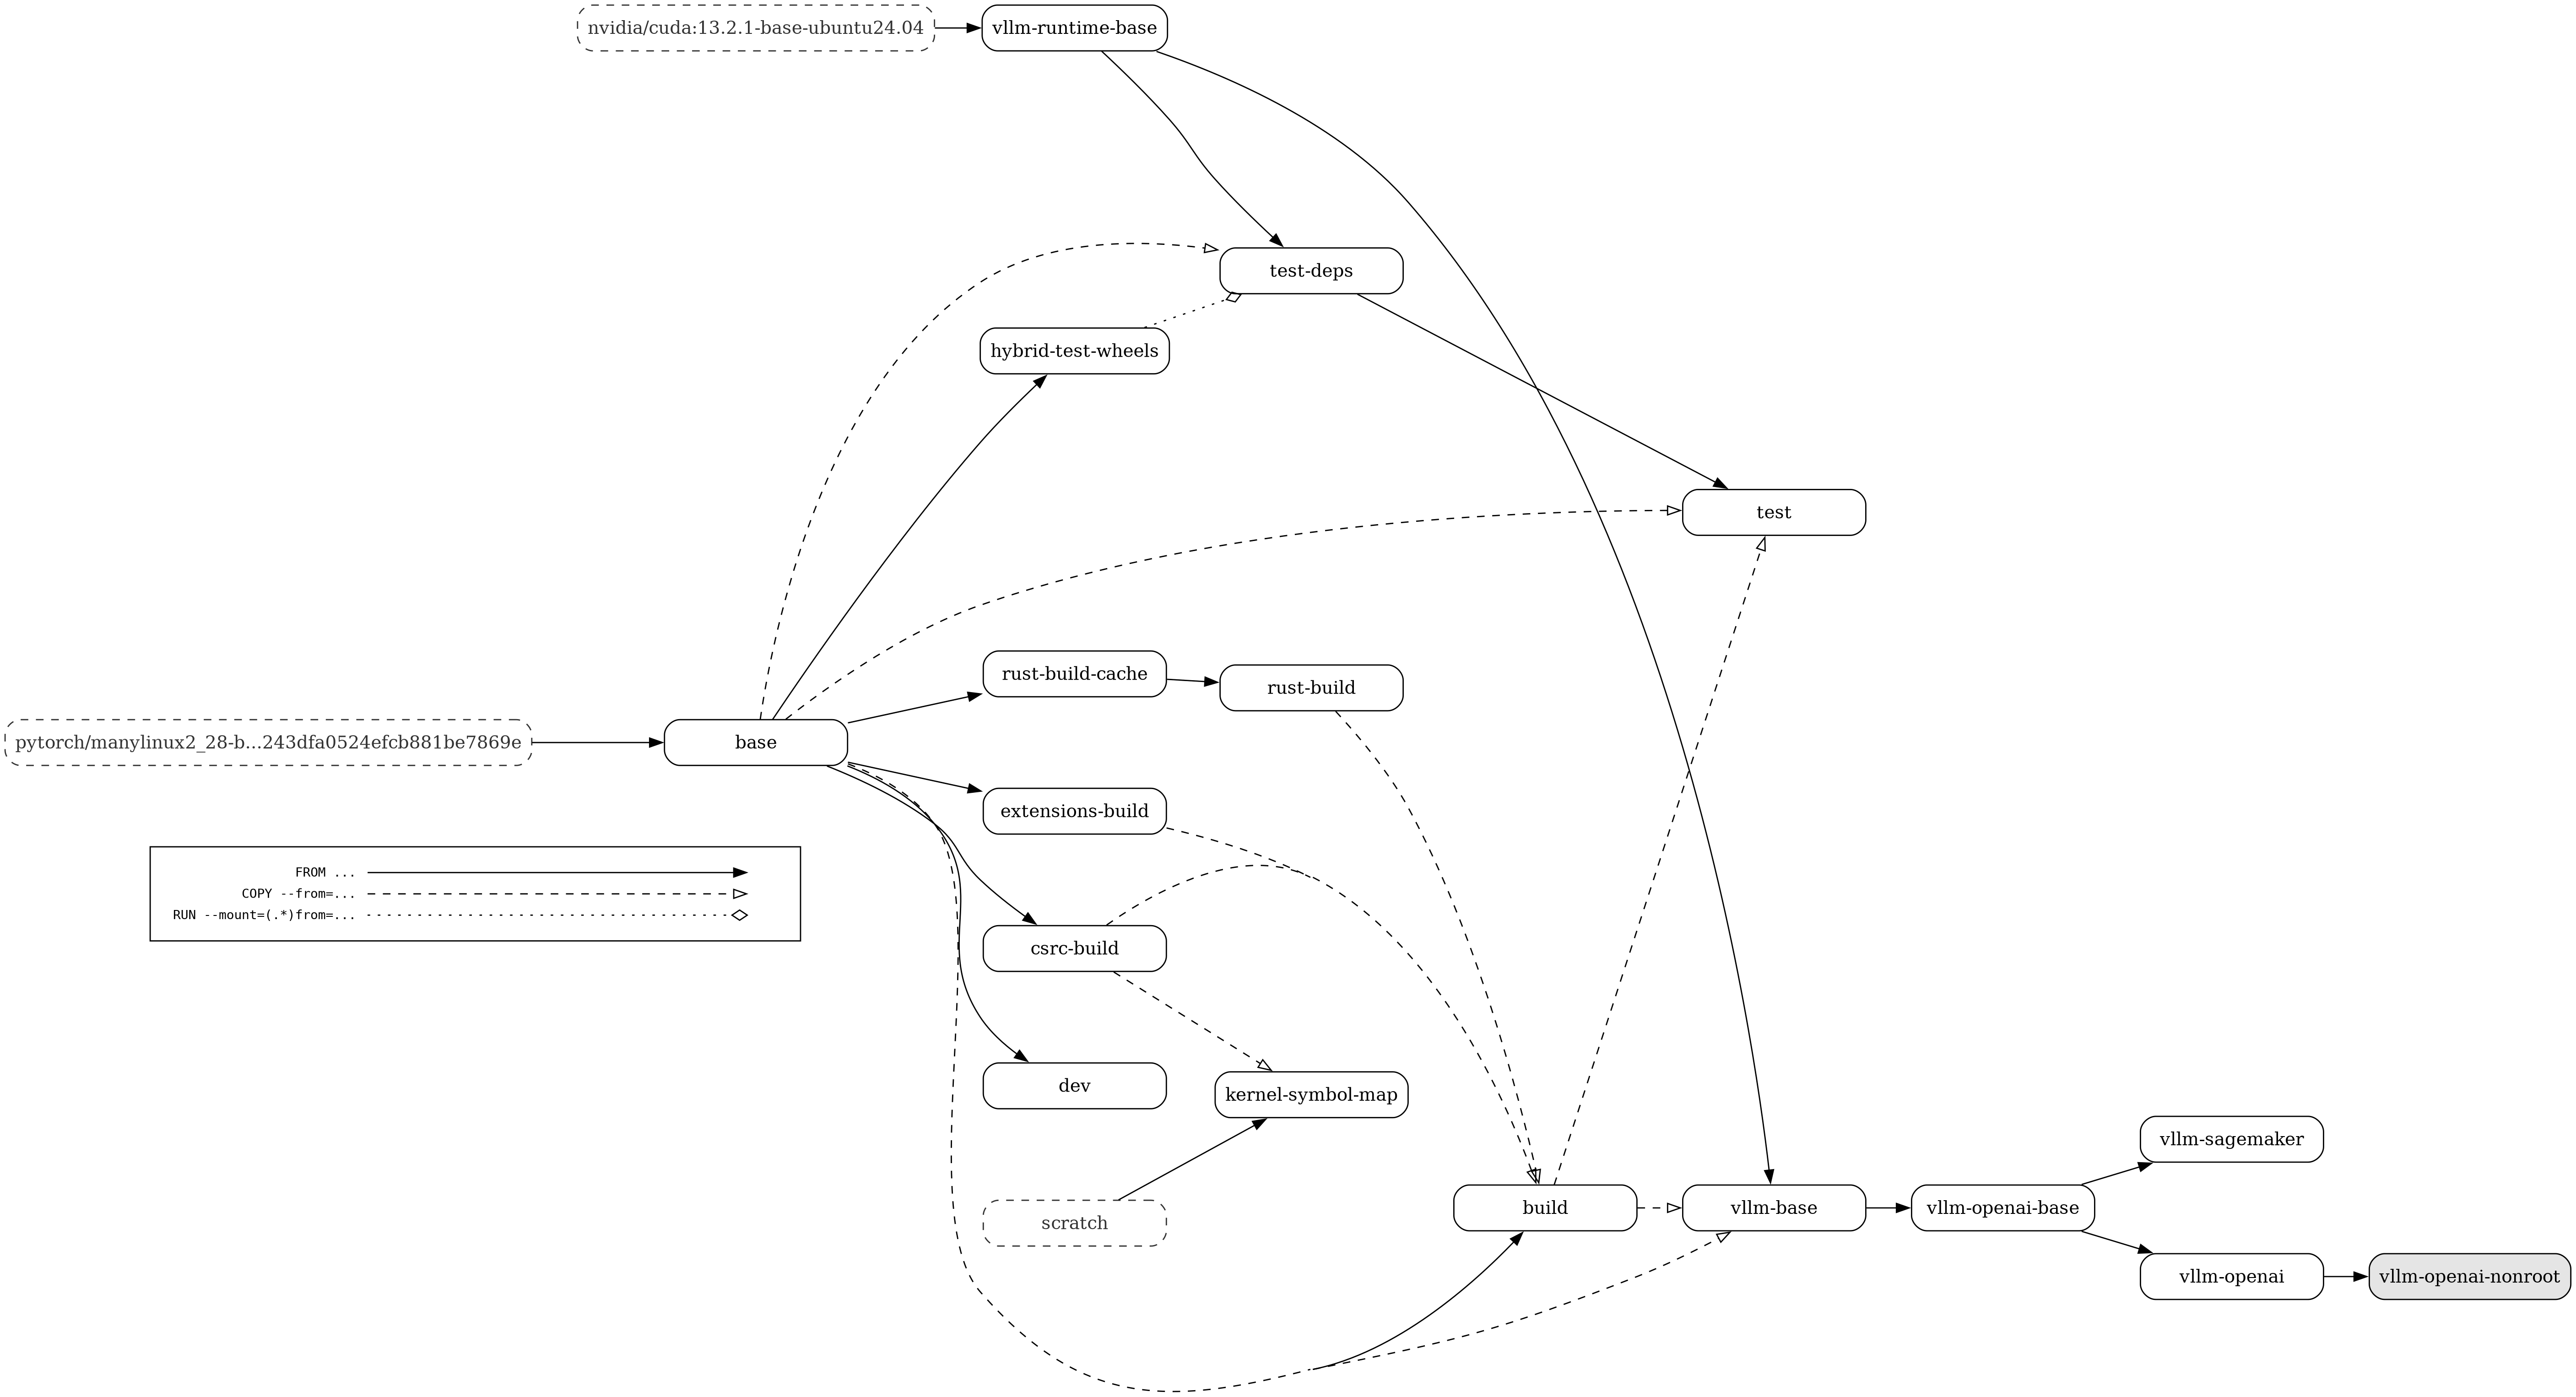 nvidia/cuda:13.2.1-base-ubuntu24.04
vllm-runtime-base
test-deps
hybrid-test-wheels
test
rust-build-cache
rust-build
pytorch/manylinux2_28-b...243dfa0524efcb881be7869e
base
extensions-build
FROM ...
COPY --from=...
RUN --mount=(.*)from=...
csrc-build
dev
kernel-symbol-map
scratch
build
vllm-base
vllm-openai-base
vllm-sagemaker
vllm-openai
vllm-openai-nonroot